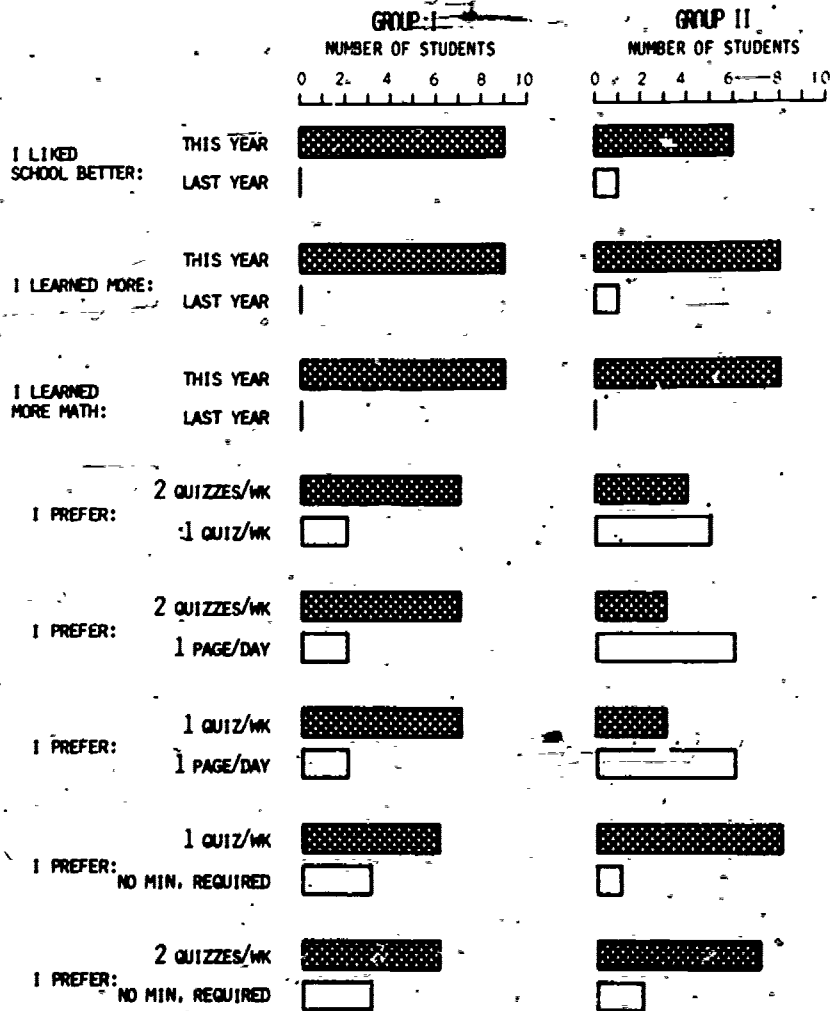 GROUP I GROUP II
NUMBER OF STUDENTS NUMBER OF STUDENTS
0 2 4 6 8 10 0 2 4 6 8 10
I LIKED SCHOOL BETTER:
THIS YEAR
LAST YEAR
I LEARNED MORE:
THIS YEAR
LAST YEAR
I LEARNED MORE MATH:
THIS YEAR
LAST YEAR
I PREFER:
2 QUIZZES/WK
1 QUIZ/WK
I PREFER:
2 QUIZZES/WK
1 PAGE/DAY
I PREFER:
1 QUIZ/WK
1 PAGE/DAY
I PREFER:
1 QUIZ/WK
NO MIN. REQUIRED
I PREFER:
2 QUIZZES/WK
NO MIN. REQUIRED